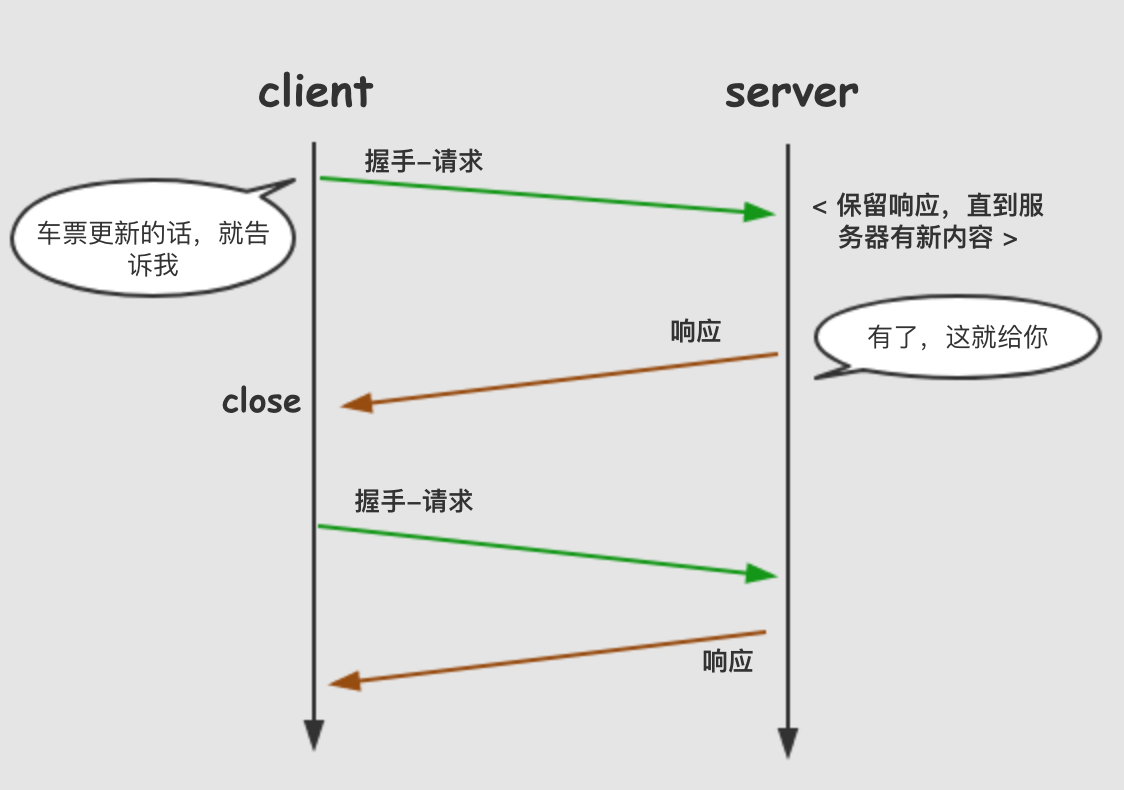 client
server
握手-请求
车票更新的话，就告
诉我
< 保留响应，直到服
务器有新内容 >
响应
有了，这就给你
close
握手-请求
响应